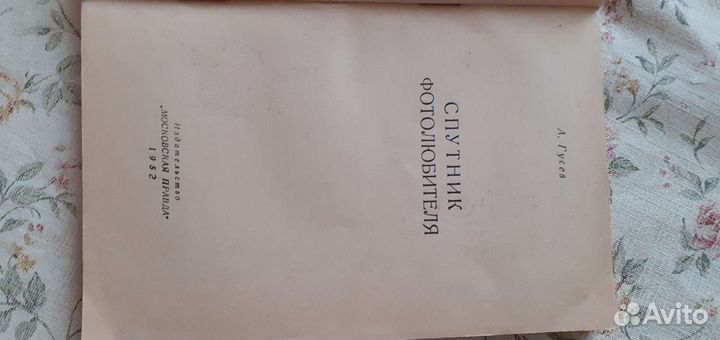 А. Гусев
СПУТНИК
ФОТОЛЮБИТЕЛЯ
Издательство
„МОСКОВСКАЯ ПРАВДА"
1952
Avito